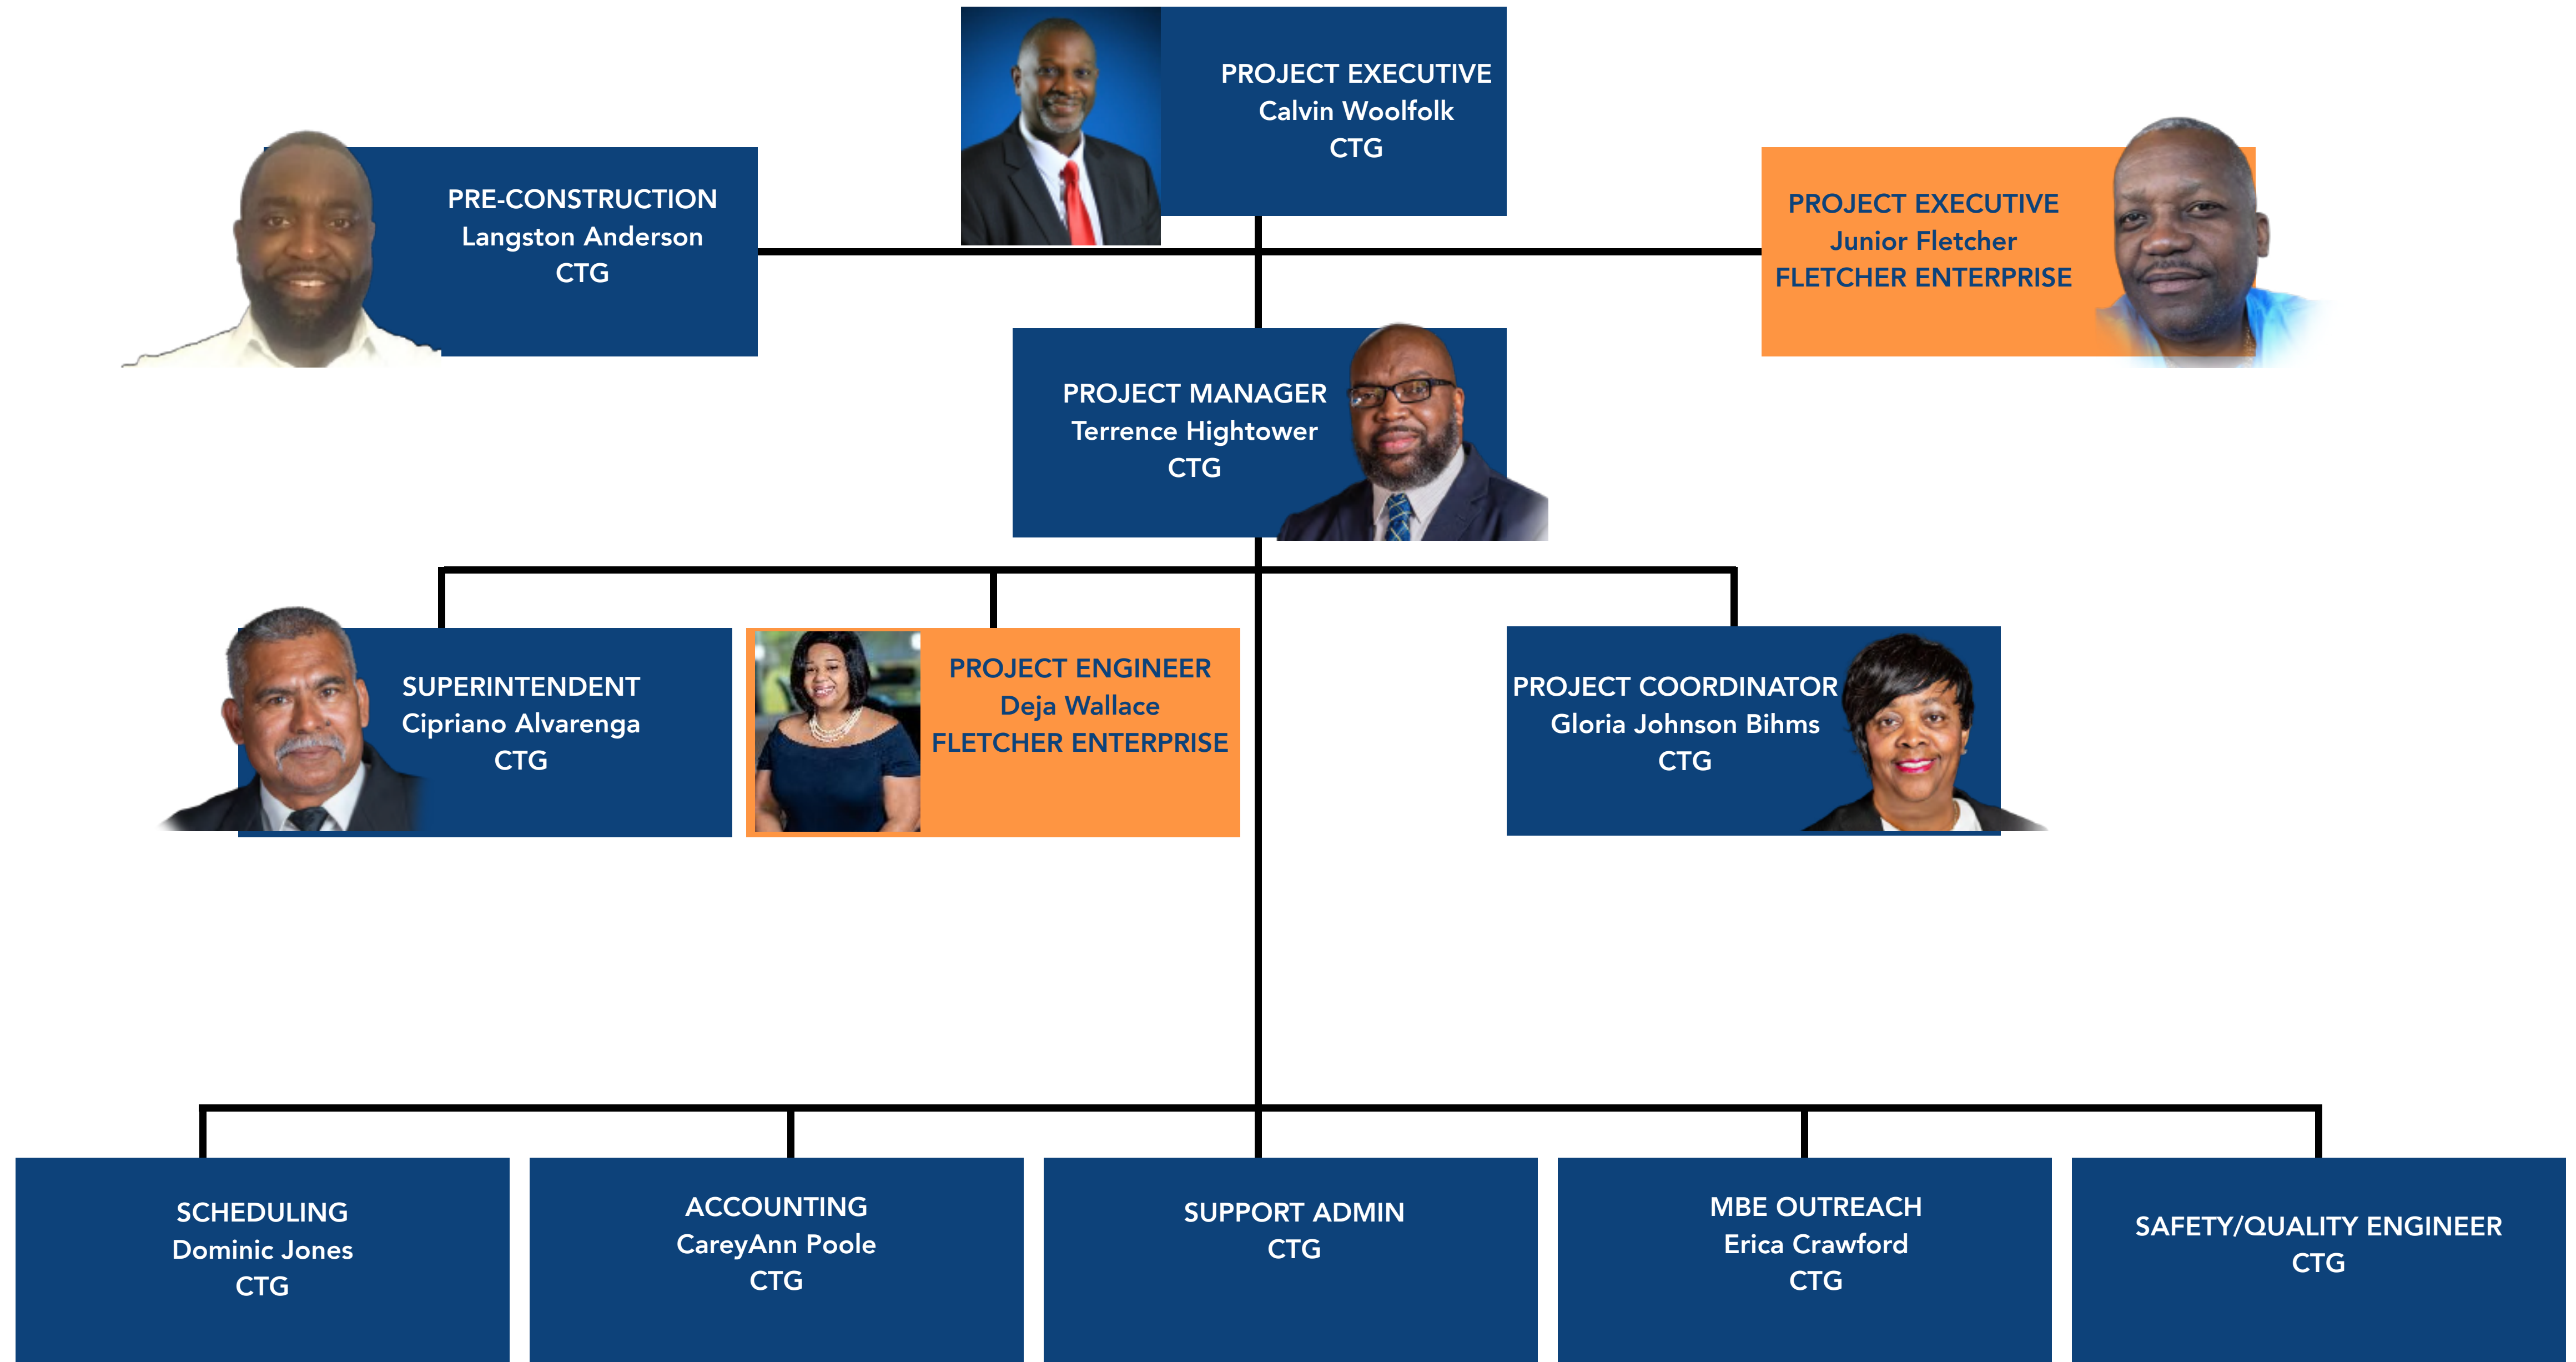 PROJECT EXECUTIVE
Calvin Woolfolk
CTG
PRE-CONSTRUCTION
Langston Anderson
CTG
PROJECT EXECUTIVE
Junior Fletcher
FLETCHER ENTERPRISE
PROJECT MANAGER
Terrence Hightower
CTG
SUPERINTENDENT
Cipriano Alvarenga
CTG
PROJECT ENGINEER
Deja Wallace
FLETCHER ENTERPRISE
PROJECT COORDINATOR
Gloria Johnson Bihms
CTG
SCHEDULING
Dominic Jones
CTG
ACCOUNTING
CareyAnn Poole
CTG
SUPPORT ADMIN
CTG
MBE OUTREACH
Erica Crawford
CTG
SAFETY/QUALITY ENGINEER
CTG